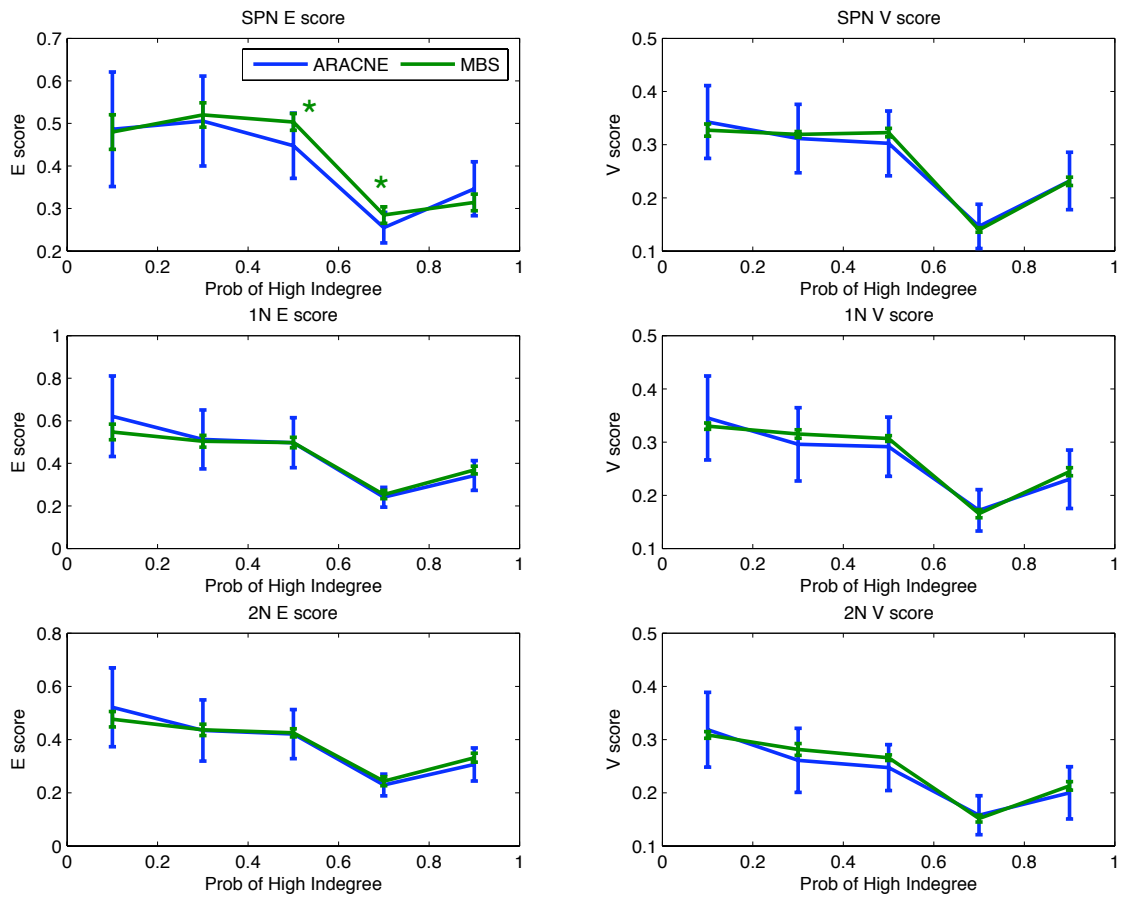 SPN E score
0.7
0.6
0.5
0.4
0.3
0.2
E score
ARACNE MBS
*
*
0 0.2 0.4 0.6 0.8 1
Prob of High Indegree
SPN V score
0.5
0.4
0.3
0.2
0.1
V score
0 0.2 0.4 0.6 0.8 1
Prob of High Indegree
1N E score
1
0.8
0.6
0.4
0.2
0
E score
0 0.2 0.4 0.6 0.8 1
Prob of High Indegree
1N V score
0.5
0.4
0.3
0.2
0.1
V score
0 0.2 0.4 0.6 0.8 1
Prob of High Indegree
2N E score
0.8
0.6
0.4
0.2
0
E score
0 0.2 0.4 0.6 0.8 1
Prob of High Indegree
2N V score
0.5
0.4
0.3
0.2
0.1
V score
0 0.2 0.4 0.6 0.8 1
Prob of High Indegree